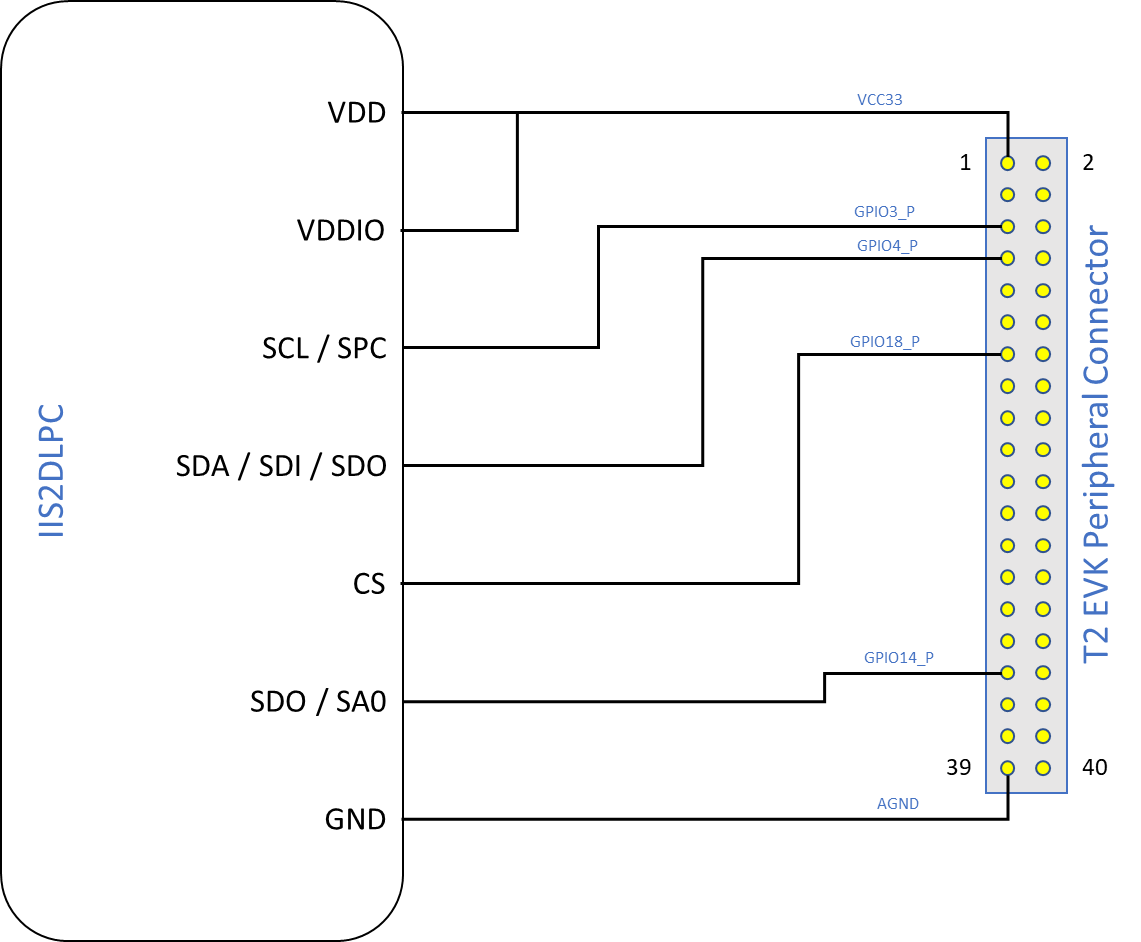 VDD
VCC33
1
2
GPIO3_P
VDDIO
GPIO4_P
SCL / SPC
GPIO18_P
IIS2DLPC
T2 EVK Peripheral Connector
SDA / SDI / SDO
CS
GPIO14_P
SDO / SA0
39
40
AGND
GND